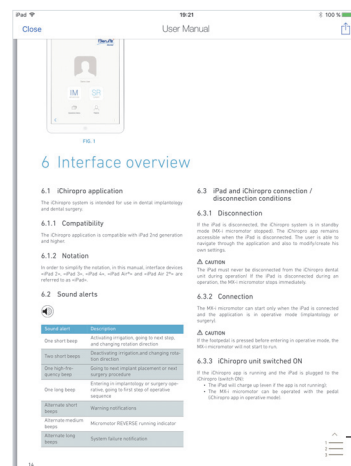 iPad
19:21
100 %
Close
User Manual
IM
SR
FIG. 1
6 Interface overview
6.1 iChiropro application
The iChiropro system is intended for use in dental implantology
and dental surgery.
6.1.1 Compatibility
The iChiropro application is compatible with iPad 2nd generation
and higher.
6.1.2 Notation
In order to simplify the notation, in this manual, interface devices
«iPad 2», «iPad 3», «iPad 4», «iPad Air*» and «iPad Air 2*» are
referred to as «iPad».
6.2 Sound alerts
Sound alert Description
One short beep Activating irrigation, going to next step,
and changing rotation direction
Two short beeps Deactivating irrigation and changing rota-
tion direction
One high-fre-
quency beep Going to next implant placement or next
surgery procedure
One long beep Entering in implantology or surgery ope-
rative, going to first step of operative
sequence
Alternate short
beeps Warning notifications
Alternate medium
beeps Micromotor REVERSE running indicator
Alternate long
beeps System failure notification
14
6.3 iPad and iChiropro connection /
disconnection conditions
6.3.1 Disconnection
If the iPad is disconnected, the iChiropro system is in standby
mode (MX-i micromotor stopped). The iChiropro app remains
accessible when the iPad is disconnected. The user is able to
navigate through the application and also to modify/create his
own settings.
⚠ CAUTION
The iPad must never be disconnected from the iChiropro dental
unit during operation! If the iPad is disconnected during an
operation, the MX-i micromotor stops immediately.
6.3.2 Connection
The MX-i micromotor can start only when the iPad is connected
and the application is in operative mode (implantology or
surgery).
⚠ CAUTION
If the footpedal is pressed before entering in operative mode, the
MX-i micromotor will not start to run.
6.3.3 iChiropro unit switched ON
If the iChiropro app is running and the iPad is plugged to the
iChiropro (switch ON):
• The iPad will charge up (even if the app is not running).
• The MX-i micromotor can be operated with the pedal
(iChiropro app in operative mode).
1
2
3